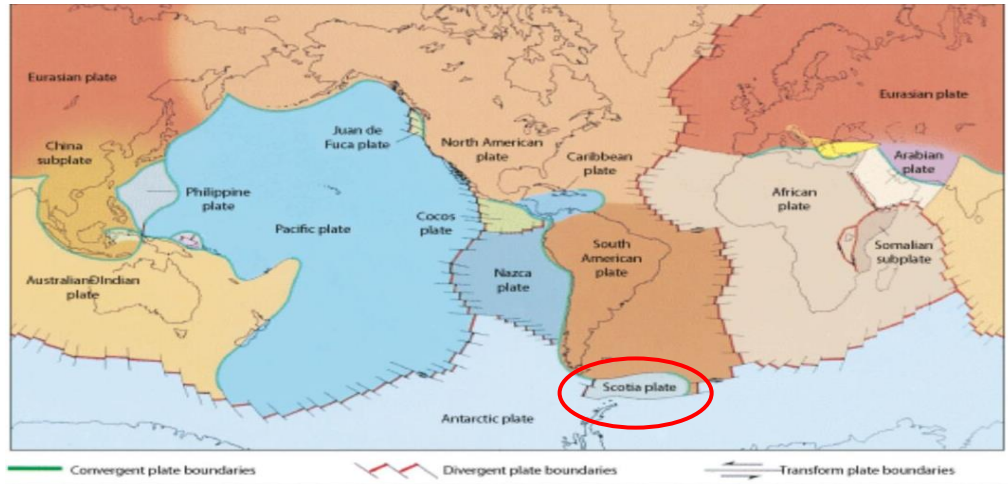 Eurasian plate
Eurasian plate
China
subplate
Juan de
Fuca plate
North American
plate
Caribbean
plate
Arabian
plate
Philippine
plate
African
plate
Cocos
plate
Pacific plate
South
American
plate
Somalian
subplate
Nazca
plate
AustralianÐIndian
plate
Scotia plate
Antarctic plate
Convergent plate boundaries
Divergent plate boundaries
Transform plate boundaries